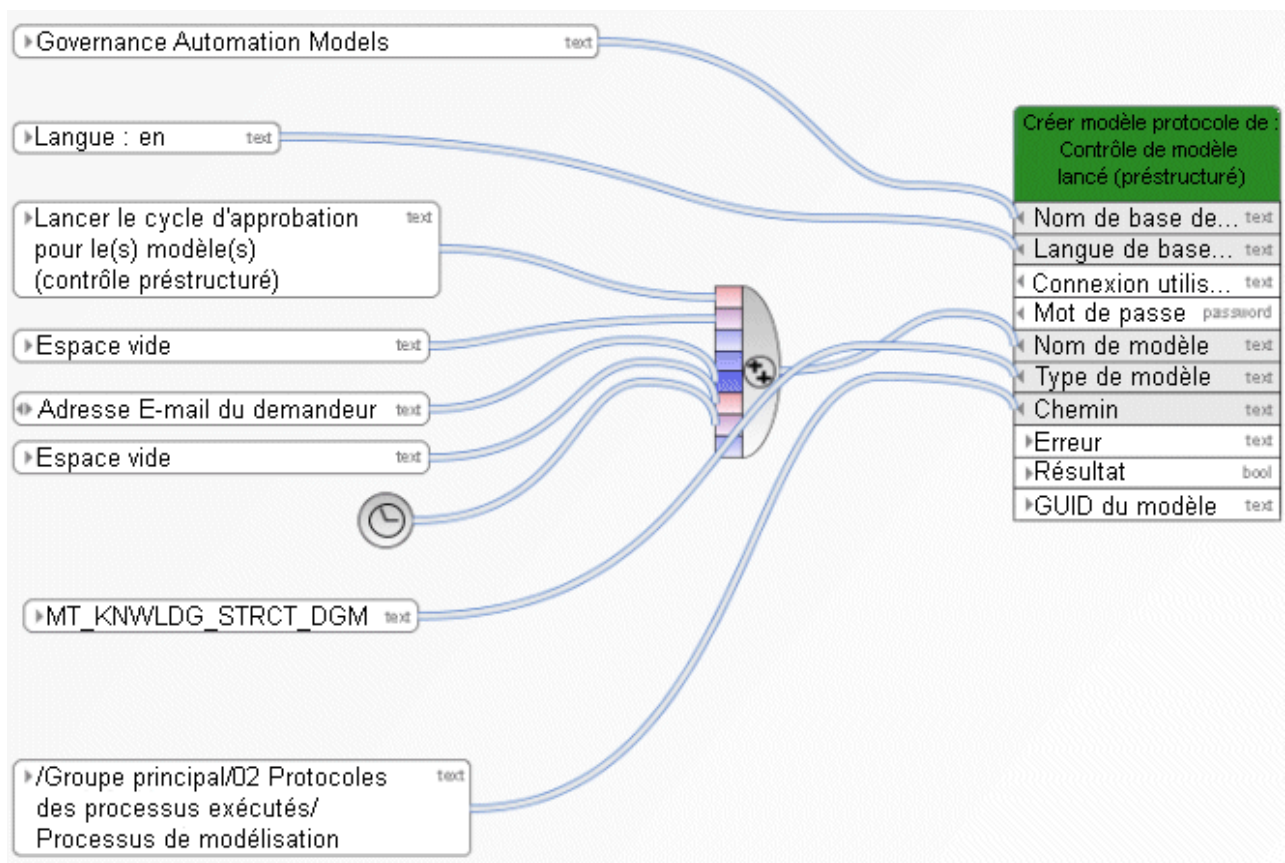 Governance Automation Models text
Langue : en text
Lancer le cycle d'approbation text
pour le(s) modèle(s)
(contrôle préstructuré)
Espace vide text
Adresse E-mail du demandeur text
Espace vide text
MT_KNWLDG_STRCT_DGM text
/Groupe principal/02 Protocoles text
des processus exécutés/
Processus de modélisation
Créer modèle protocole de :
Contrôle de modèle
lancé (préstructuré)
Nom de base de... text
Langue de base... text
Connexion utilis... text
Mot de passe password
Nom de modèle text
Type de modèle text
Chemin text
Erreur text
Résultat bool
GUID du modèle text